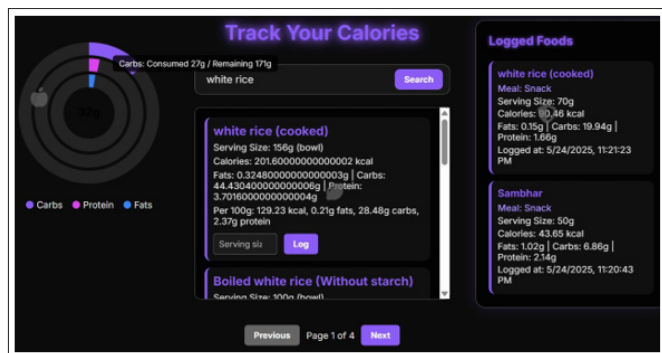 Track Your Calories
Carbs: Consumed 27g / Remaining 171g
white rice
Search
Carbs
Protein
Fats
white rice (cooked)
Serving Size: 156g (bowl)
Calories: 201.60000000000002 kcal
Fats: 0.32480000000000003g | Carbs:
44.430400000000006g | Protein:
3.7016000000000004g
Per 100g: 129.23 kcal, 0.21g fats, 28.48g carbs,
2.37g protein
Serving siz
Log
Boiled white rice (Without starch)
Serving Size: 100g (bowl)
Previous
Page 1 of 4
Next
Logged Foods
white rice (cooked)
Meal: Snack
Serving Size: 70g
Calories: 90.46 kcal
Fats: 0.15g | Carbs: 19.94g |
Protein: 1.66g
Logged at: 5/24/2025, 11:21:23
PM
Sambhar
Meal: Snack
Serving Size: 50g
Calories: 43.65 kcal
Fats: 1.02g | Carbs: 6.86g |
Protein: 2.14g
Logged at: 5/24/2025, 11:20:43
PM